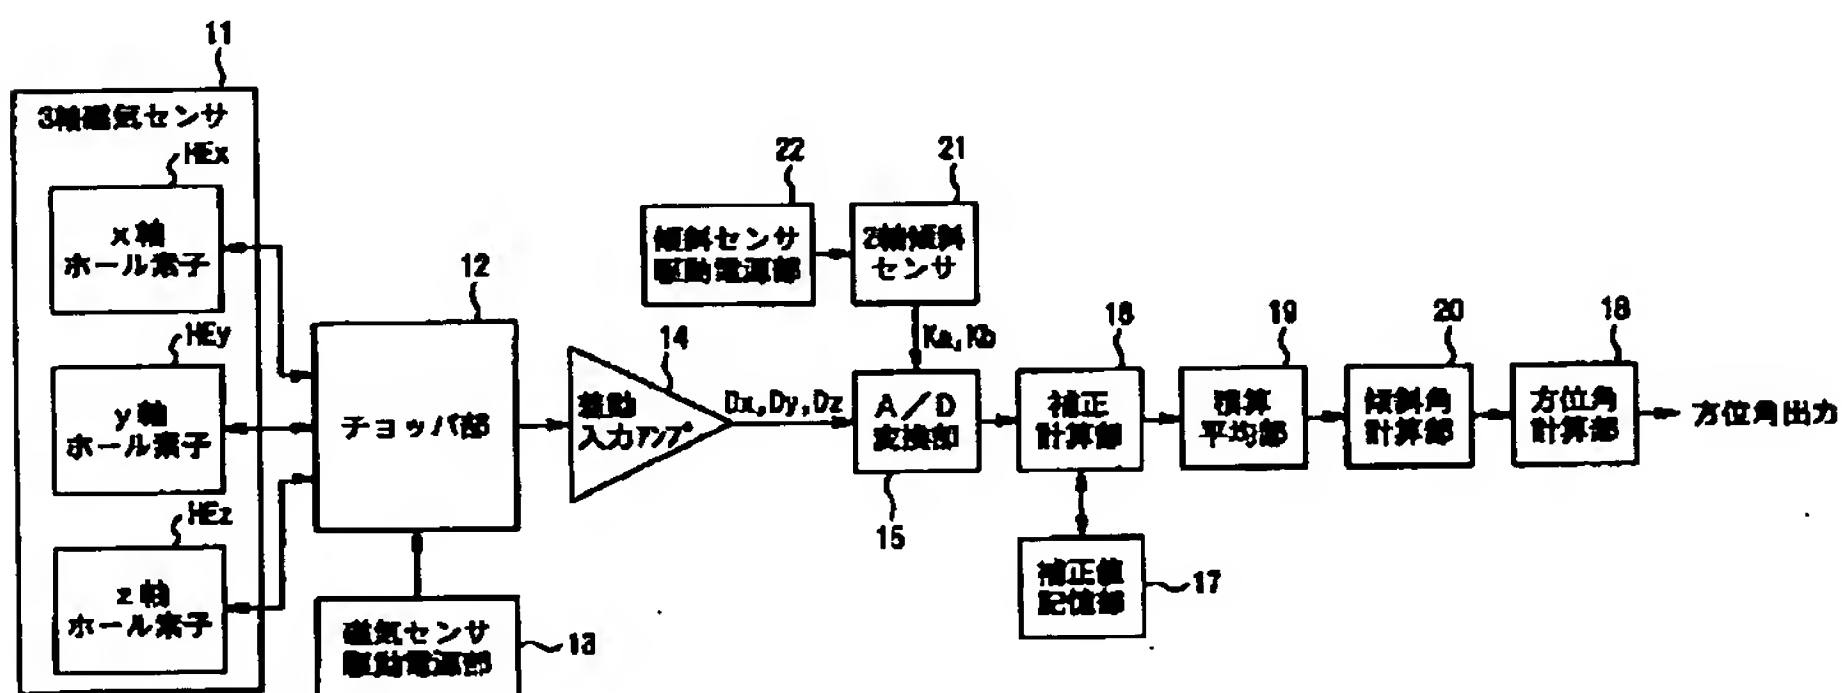 11
3軸磁気センサ
HEx
x軸
ホール素子
HEy
y軸
ホール素子
HEz
z軸
ホール素子
12
チョッパ部
磁気センサ
駆動電源部
13
14
差動
入力アンプ
Dx,Dy,Dz
22
傾斜センサ
駆動電源部
21
2軸傾斜
センサ
Ka,Kb
A/D
変換部
15
18
補正
計算部
補正値
記憶部
17
19
積算
平均部
20
傾斜角
計算部
18
方位角
計算部
方位角出力